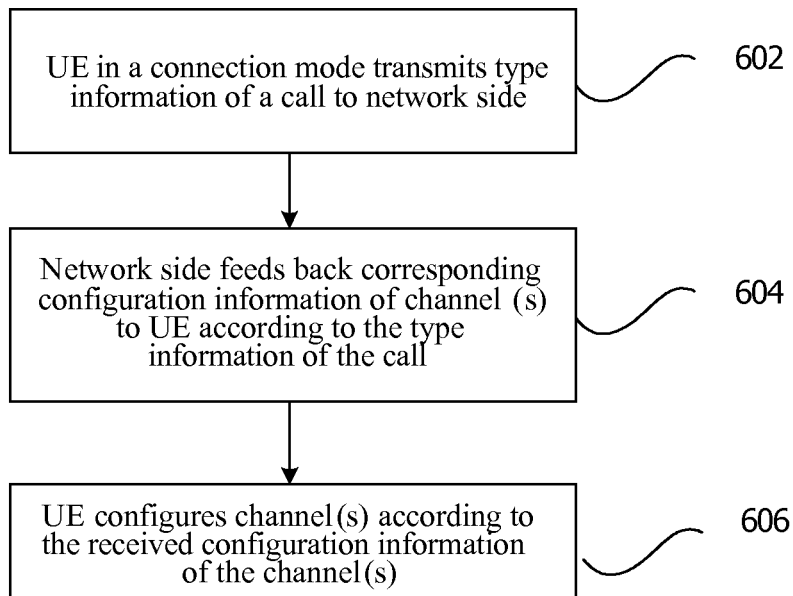 UE in a connection mode transmits type
information of a call to network side
602
Network side feeds back corresponding
configuration information of channel (s)
to UE according to the type
information of the call
604
UE configures channel(s) according to
the received configuration information
of the channel(s)
606